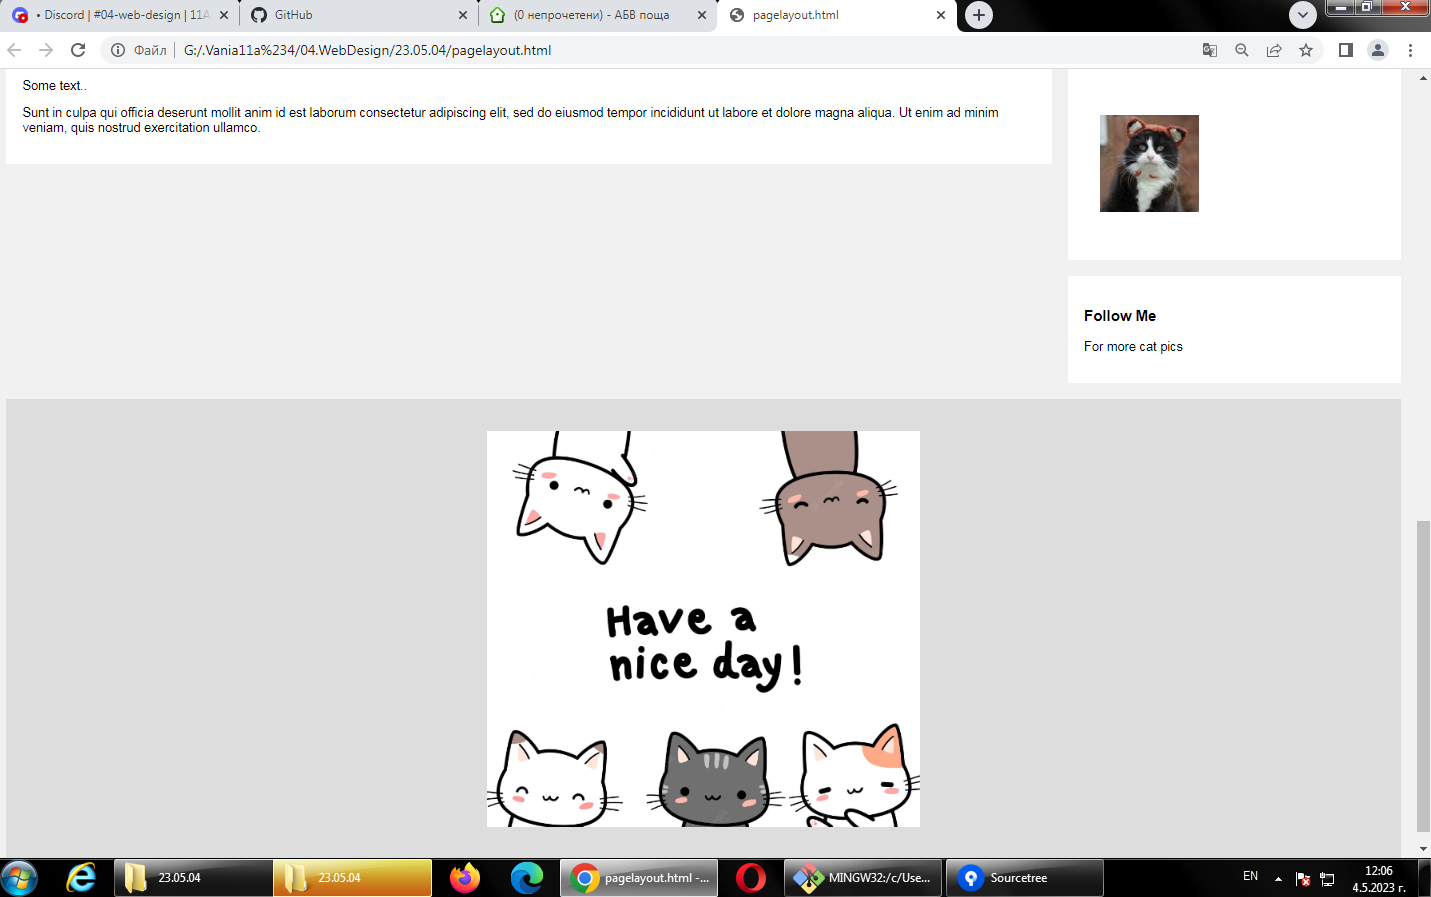 • Discord | #04-web-design | 11A
GitHub
(0 непрочетени) - АБВ поща
pagelayout.html
Файл
G:/.Vania11a%234/04.WebDesign/23.05.04/pagelayout.html
Some text..
Sunt in culpa qui officia deserunt mollit anim id est laborum consectetur adipiscing elit, sed do eiusmod tempor incididunt ut labore et dolore magna aliqua. Ut enim ad minim
veniam, quis nostrud exercitation ullamco.
Follow Me
For more cat pics
Have a
nice day!
23.05.04
23.05.04
pagelayout.html -...
MINGW32:/c/Use...
Sourcetree
EN
12:06
4.5.2023 г.